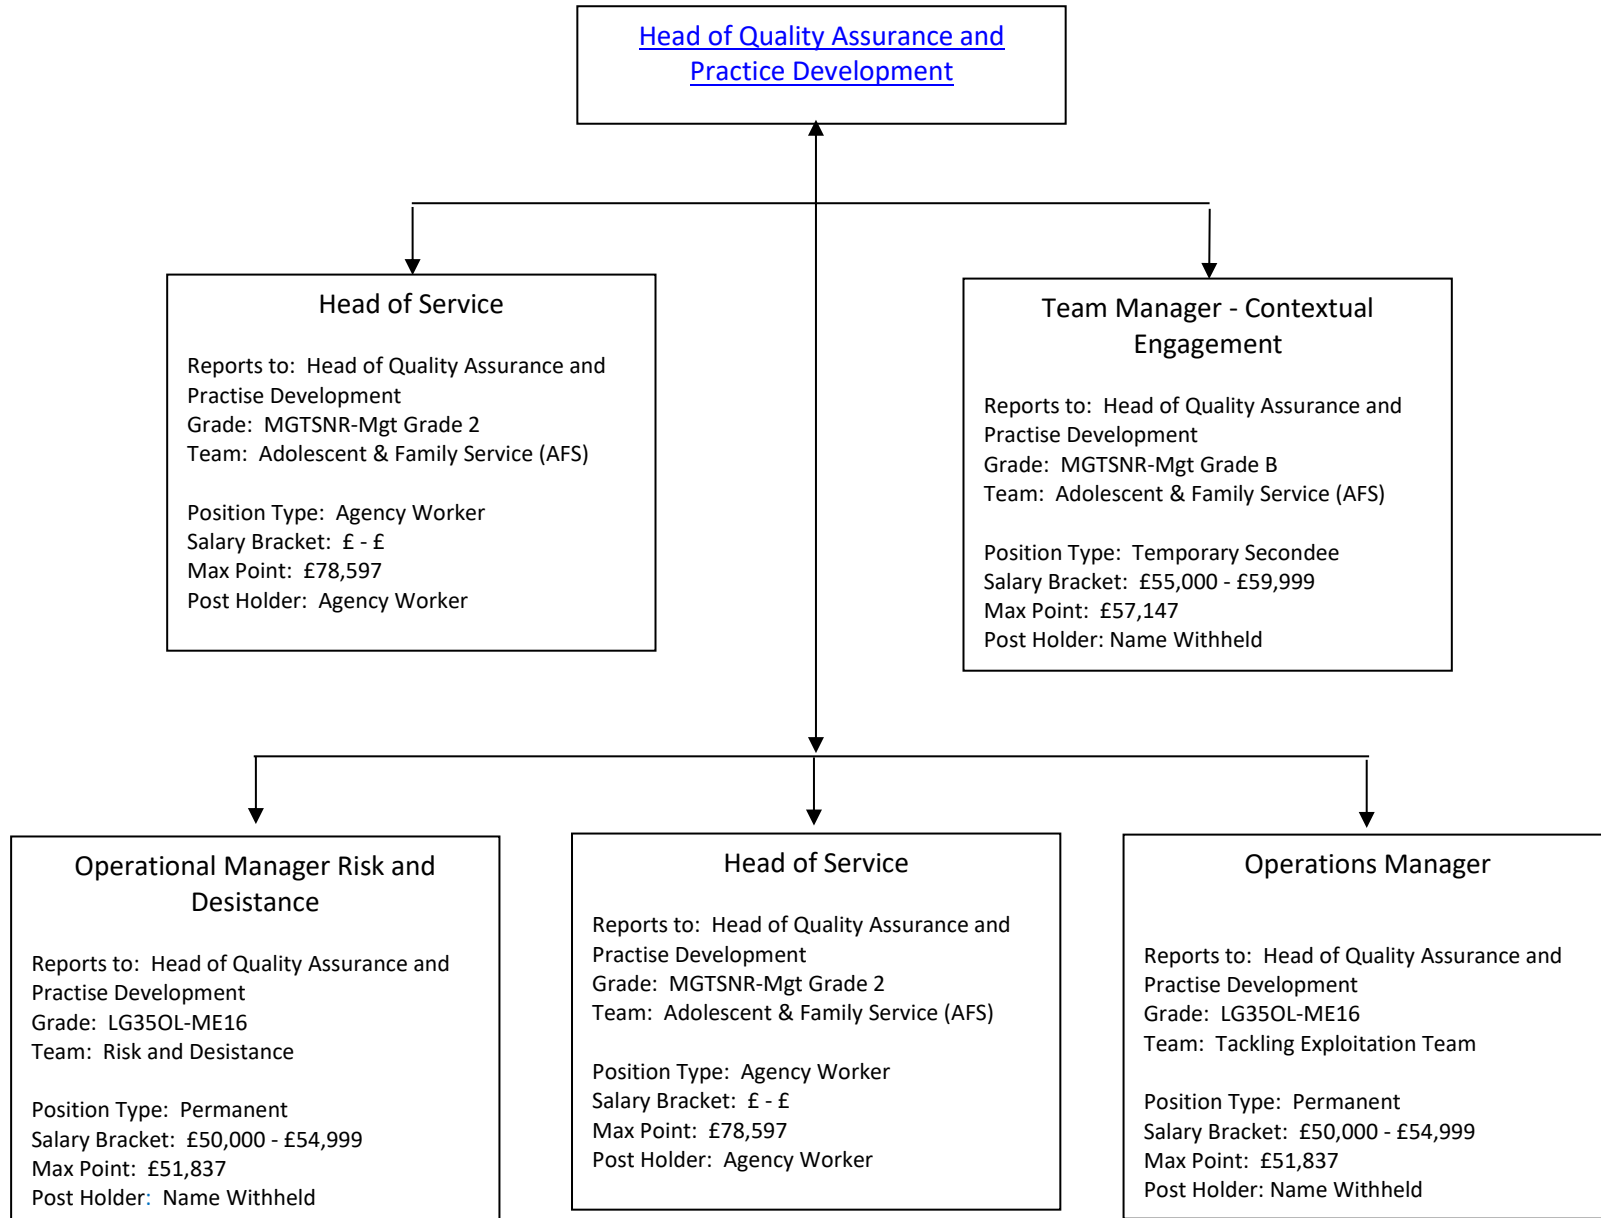 Head of Quality Assurance and
Practice Development
Head of Service
Reports to: Head of Quality Assurance and
Practise Development
Grade: MGTSNR-Mgt Grade 2
Team: Adolescent & Family Service (AFS)
Position Type: Agency Worker
Salary Bracket: £ - £
Max Point: £78,597
Post Holder: Agency Worker
Team Manager - Contextual
Engagement
Reports to: Head of Quality Assurance and
Practise Development
Grade: MGTSNR-Mgt Grade B
Team: Adolescent & Family Service (AFS)
Position Type: Temporary Secondee
Salary Bracket: £55,000 - £59,999
Max Point: £57,147
Post Holder: Name Withheld
Operational Manager Risk and
Desistance
Reports to: Head of Quality Assurance and
Practise Development
Grade: LG35OL-ME16
Team: Risk and Desistance
Position Type: Permanent
Salary Bracket: £50,000 - £54,999
Max Point: £51,837
Post Holder: Name Withheld
Head of Service
Reports to: Head of Quality Assurance and
Practise Development
Grade: MGTSNR-Mgt Grade 2
Team: Adolescent & Family Service (AFS)
Position Type: Agency Worker
Salary Bracket: £ - £
Max Point: £78,597
Post Holder: Agency Worker
Operations Manager
Reports to: Head of Quality Assurance and
Practise Development
Grade: LG35OL-ME16
Team: Tackling Exploitation Team
Position Type: Permanent
Salary Bracket: £50,000 - £54,999
Max Point: £51,837
Post Holder: Name Withheld